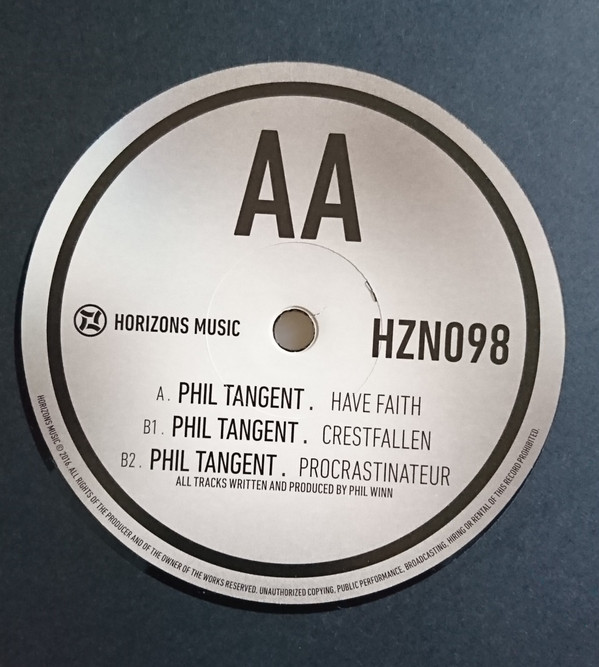 AA
HORIZONS MUSIC
HZN098
A. PHIL TANGENT. HAVE FAITH
B1. PHIL TANGENT. CRESTFALLEN
B2. PHIL TANGENT. PROCRASTINATEUR
ALL TRACKS WRITTEN AND PRODUCED BY PHIL WINN
HORIZONS MUSIC © 2016. ALL RIGHTS OF THE PRODUCER AND OF THE OWNER OF THE WORKS RESERVED. UNAUTHORIZED COPYING, PUBLIC PERFORMANCE, BROADCASTING, HIRING OR RENTAL OF THIS RECORD PROHIBITED.